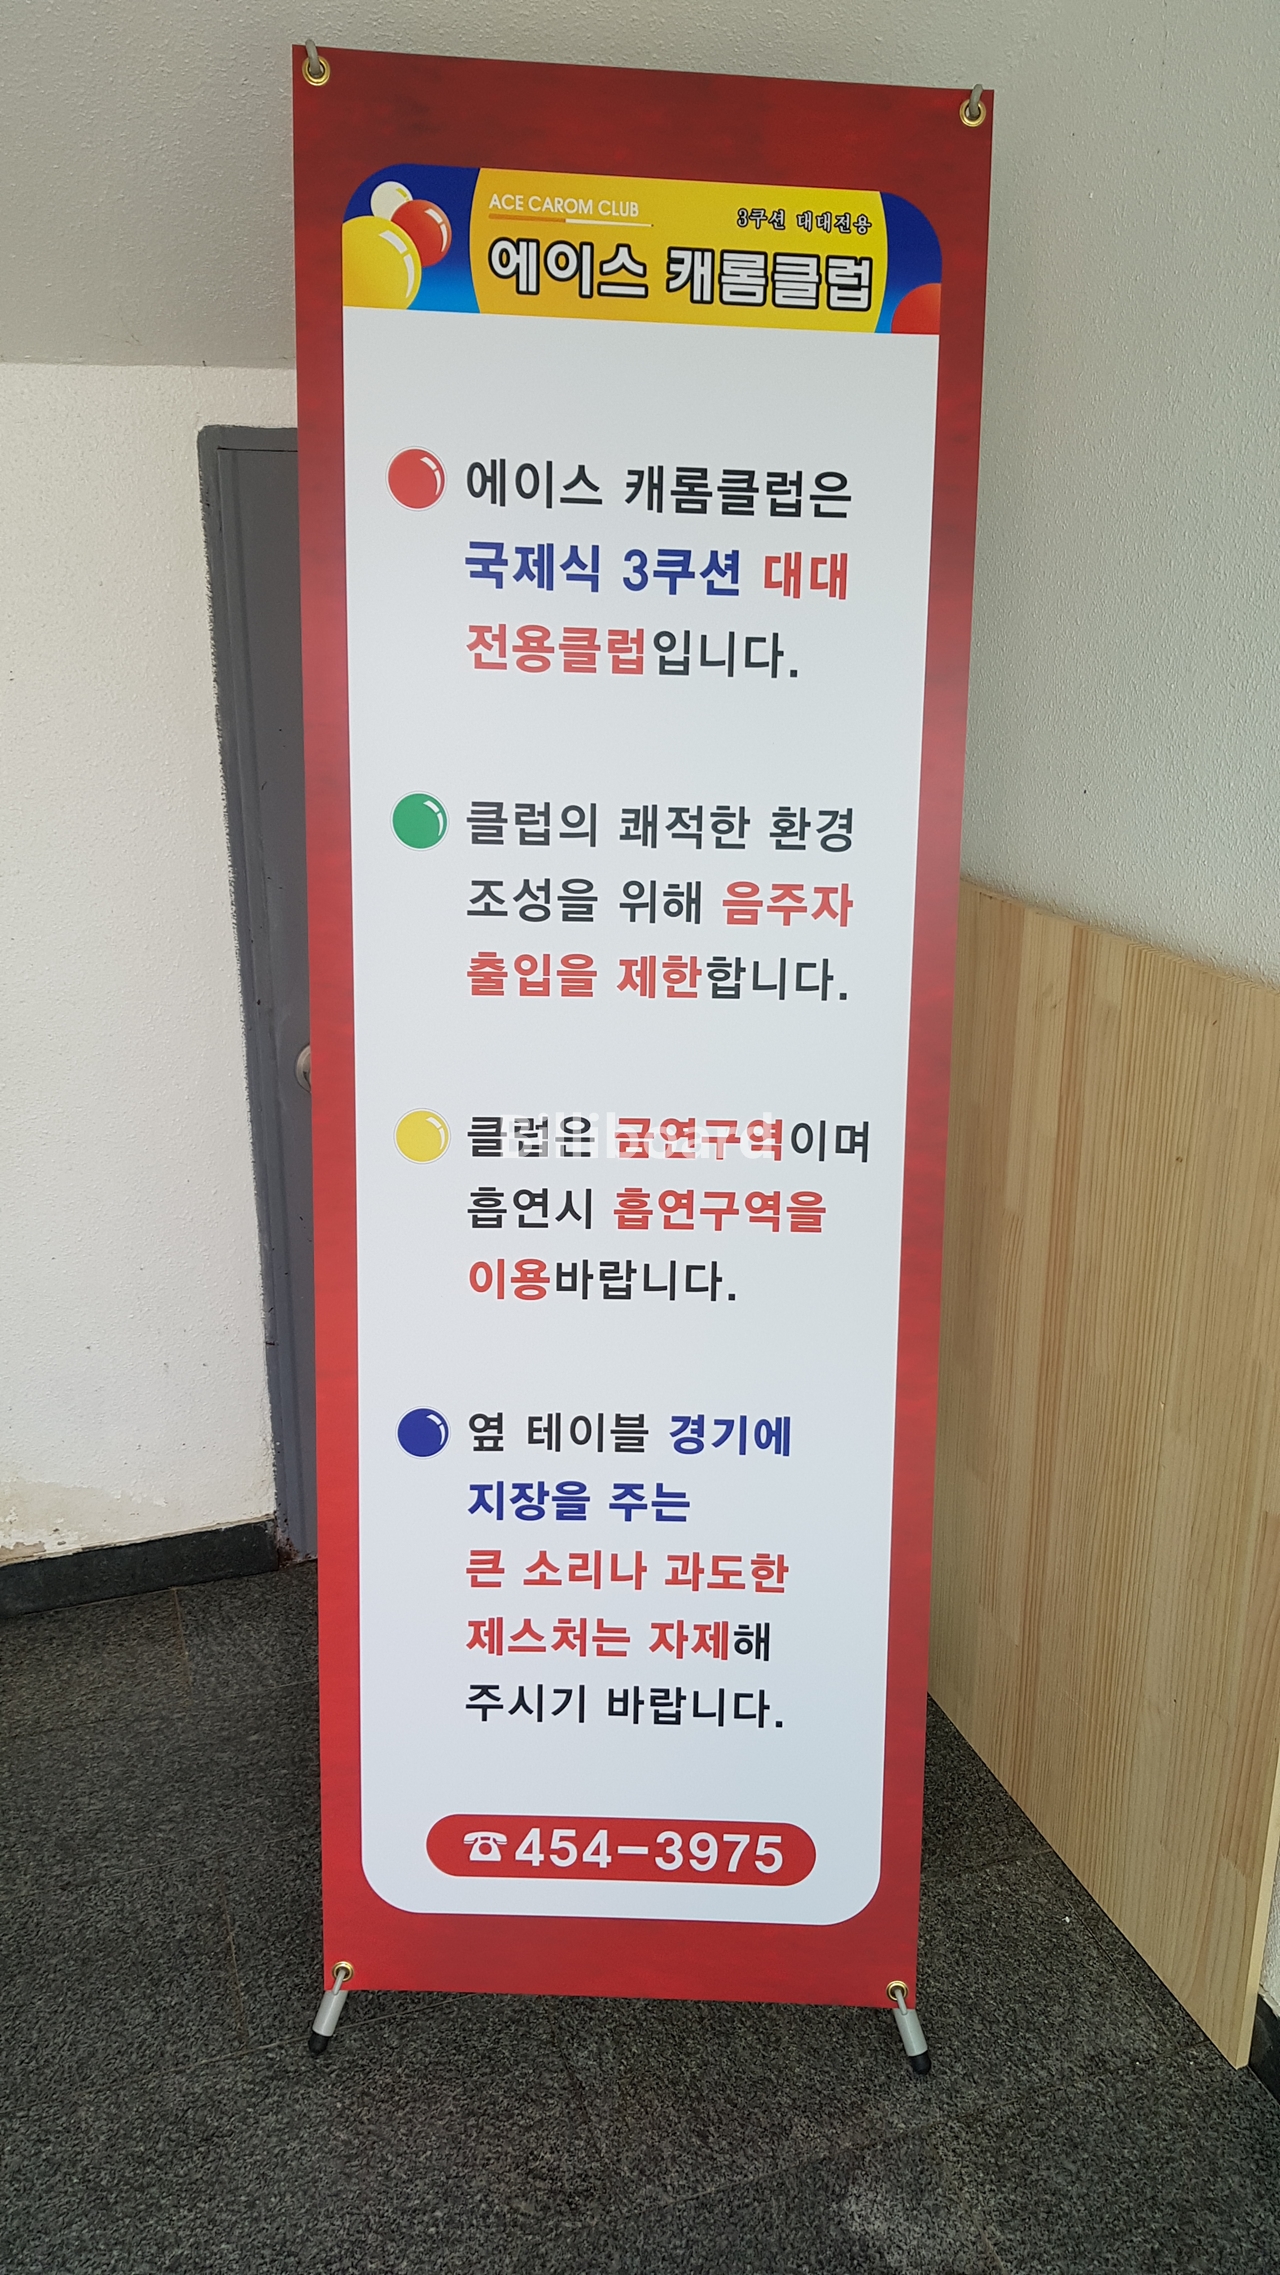 ACE CAROM CLUB
3쿠션 대대전용
에이스 캐롬클럽
에이스 캐롬클럽은
국제식 3쿠션 대대
전용클럽입니다.
클럽의 쾌적한 환경
조성을 위해 음주자
출입을 제한합니다.
클럽은 금연구역이며
Billiboard
흡연시 흡연구역을
이용바랍니다.
옆 테이블 경기에
지장을 주는
큰 소리나 과도한
제스처는 자제해
주시기 바랍니다.
☎454-3975